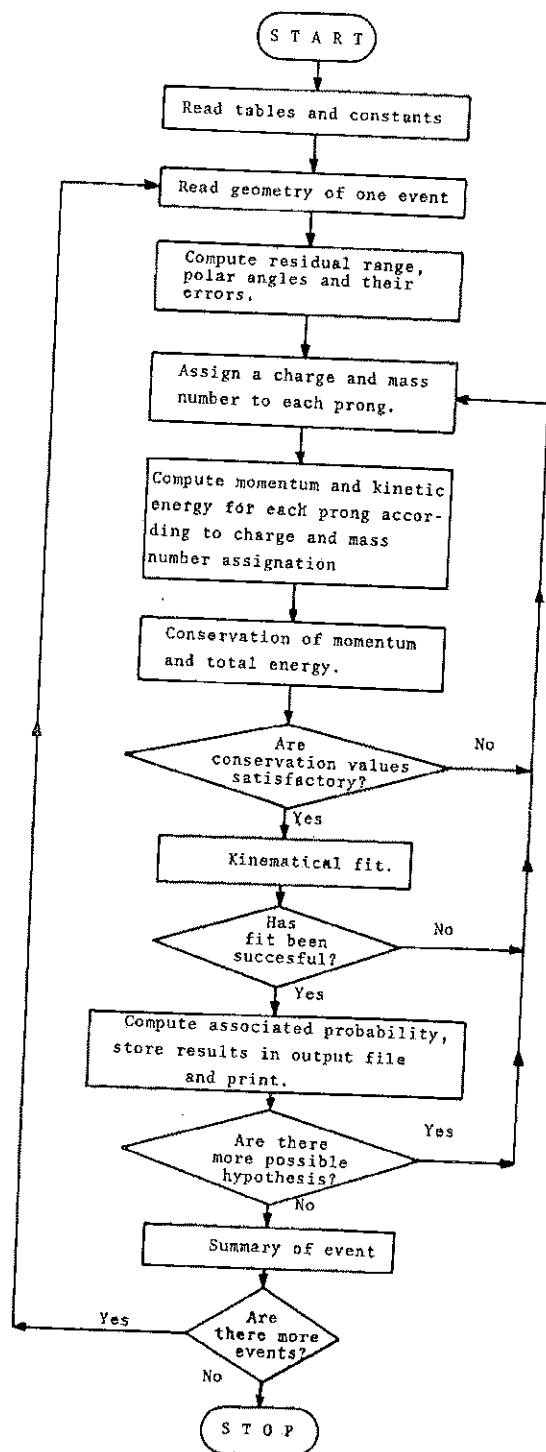 S T A R T
Read tables and constants
Read geometry of one event
Compute residual range,
polar angles and their
errors.
Assign a charge and mass
number to each prong.
Compute momentum and kinetic
energy for each prong accor-
ding to charge and mass
number assignation
Conservation of momentum
and total energy.
Are
conservation values
satisfactory?
No
Yes
Kinematical fit.
Has
fit been
succesful?
No
Yes
Compute associated probability,
store results in output file
and print.
Are there
more possible
hypothesis?
Yes
No
Summary of event
Are
there more
events?
Yes
No
S T O P